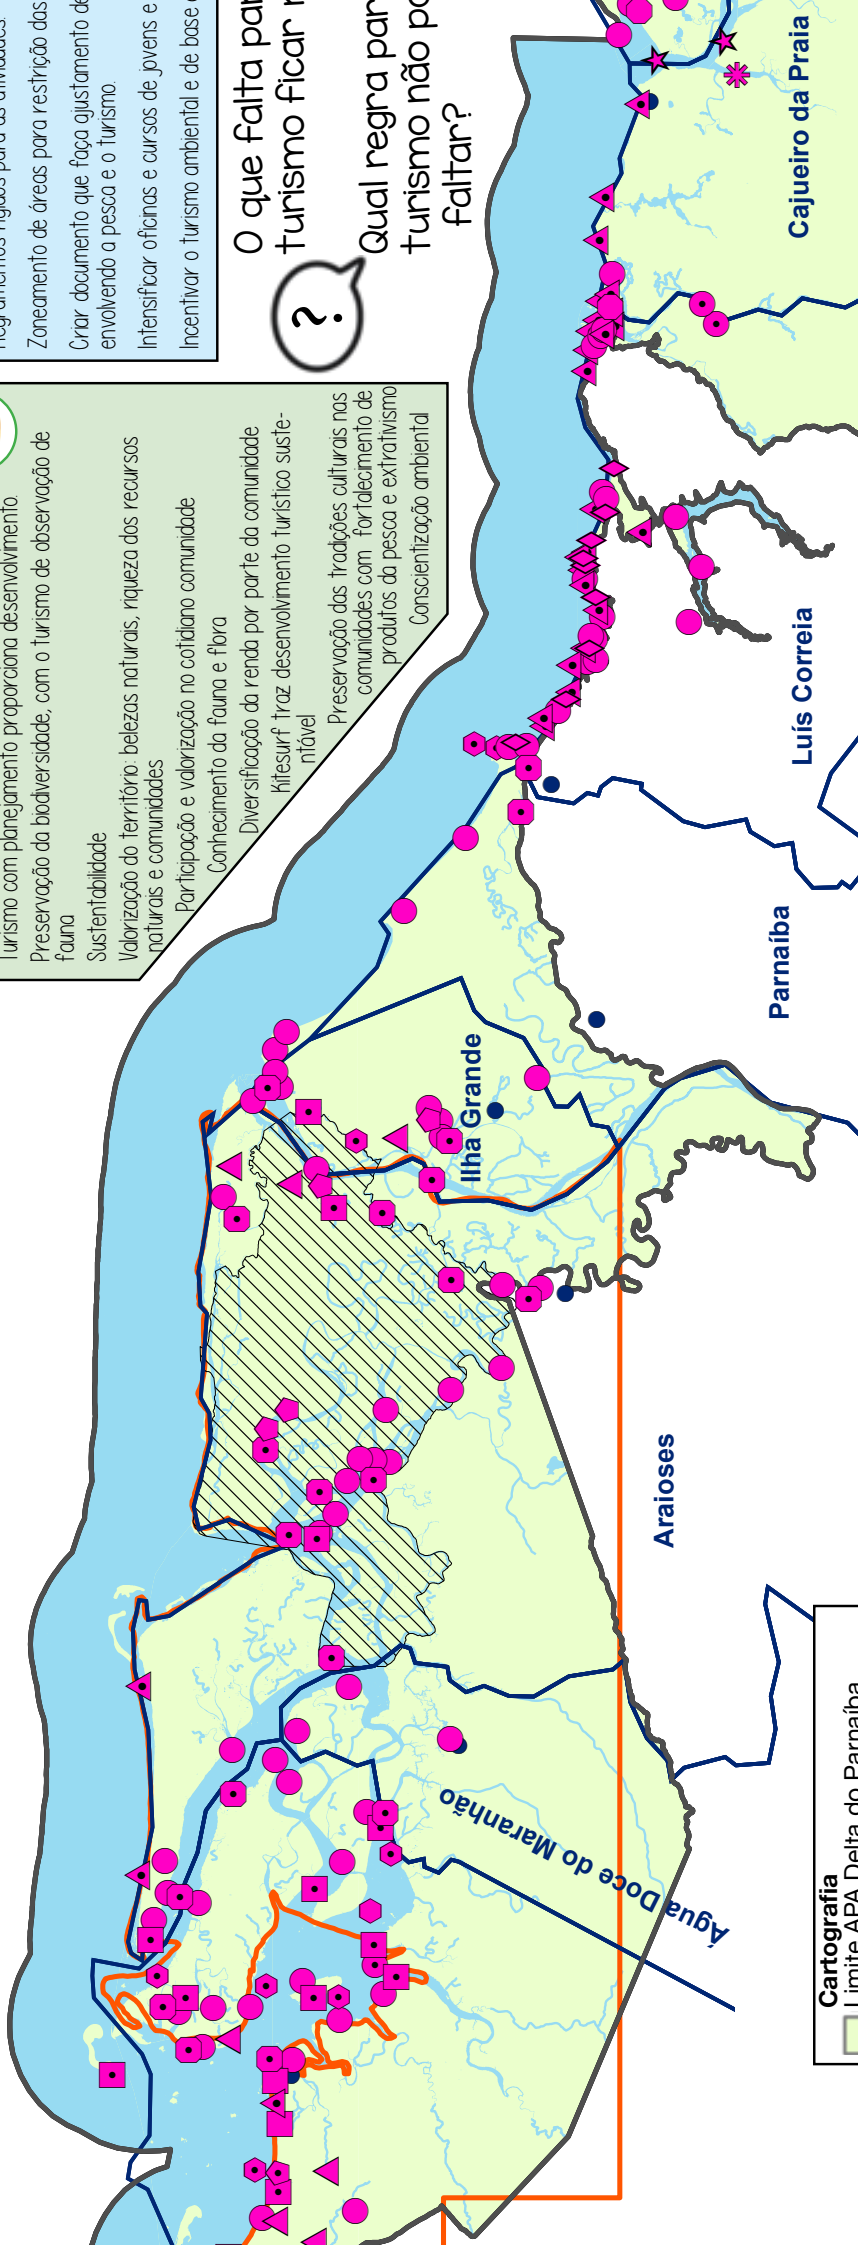 Zoneamento de áreas para restrição das
Criar documento que faça ajustamento de
envolvendo a pesca e o turismo.
Intensificar oficinas e cursos de jovens e
Incentivar o turismo ambiental e de base
O que falta par
turismo ficar
?
Qual regra par
turismo não po
faltar?
Turismo com planejamento proporciona desenvolvimento.
Preservação da biodiversidade, com o turismo de observação de
fauna
Sustentabilidade
Valorização do território: belezas naturais, riqueza dos recursos
naturais e comunidades
Participação e valorização no cotidiano comunidade
Conhecimento da fauna e flora
Diversificação da renda por parte da comunidade
Kitesurf traz desenvolvimento turístico suste-
ntável
Preservação das tradições culturais nas
comunidades com fortalecimento de
produtos da pesca e extrativismo
Conscientização ambiental
Cajueiro da Praia
Luís Correia
Parnaíba
Ilha Grande
Araioses
Água Doce do Maranhão
Cartografia
Limite APA Delta do Parnaíba